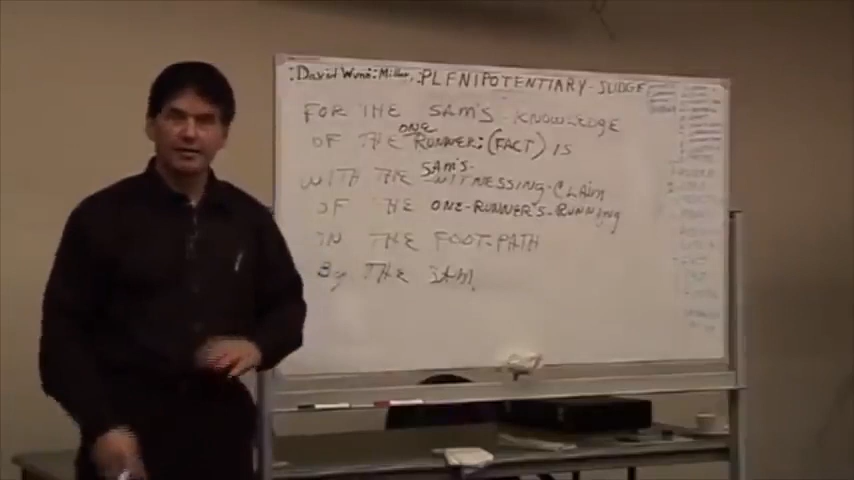 :David-Wynn: Miller, :PLENIPOTENTIARY-JUDGE
FOR THE SAM'S-KNOWLEDGE
ONE
OF THE RUNNER: (FACT) IS
SAM'S-
WITH THE WITNESSING-CLAIM
OF THE ONE-RUNNER'S-RUNNING
IN THE FOOT-PATH
By THE SAM.